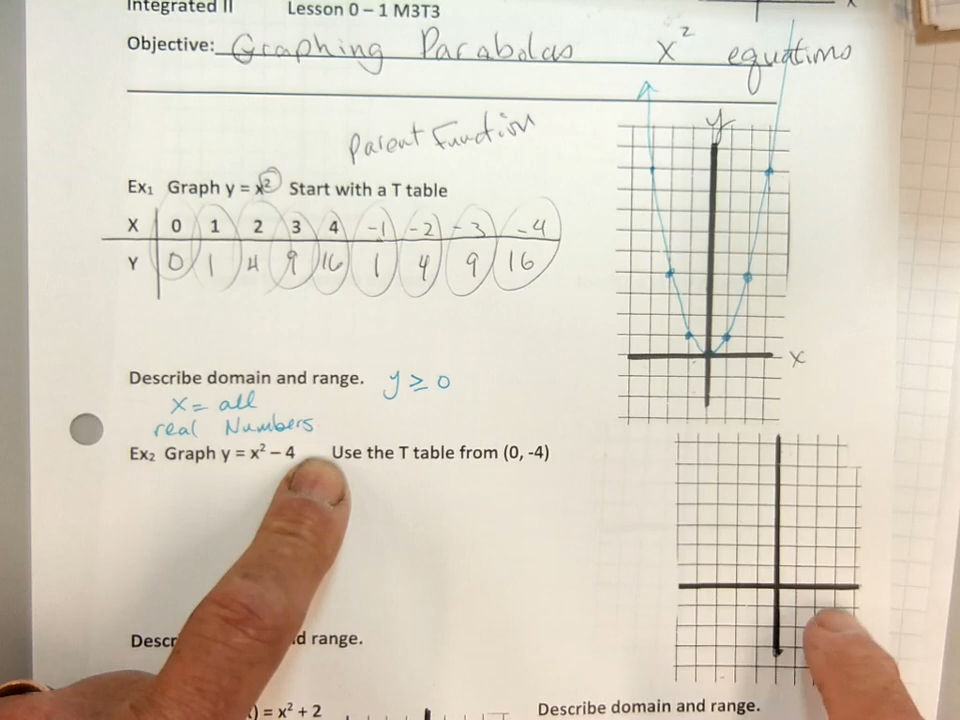 Integrated II Lesson 0 – 1 M3T3
Objective: Graphing Parabolas x² equations
Parent Function
Ex₁ Graph y = x² Start with a T table
X 0 1 2 3 4 -1 -2 -3 -4
Y 0 1 4 9 16 1 4 9 16
y
x
Describe domain and range. y ≥ 0
x = all
real Numbers
Ex₂ Graph y = x² – 4 Use the T table from (0, -4)
d range.
) = x² + 2 Describe domain and range.